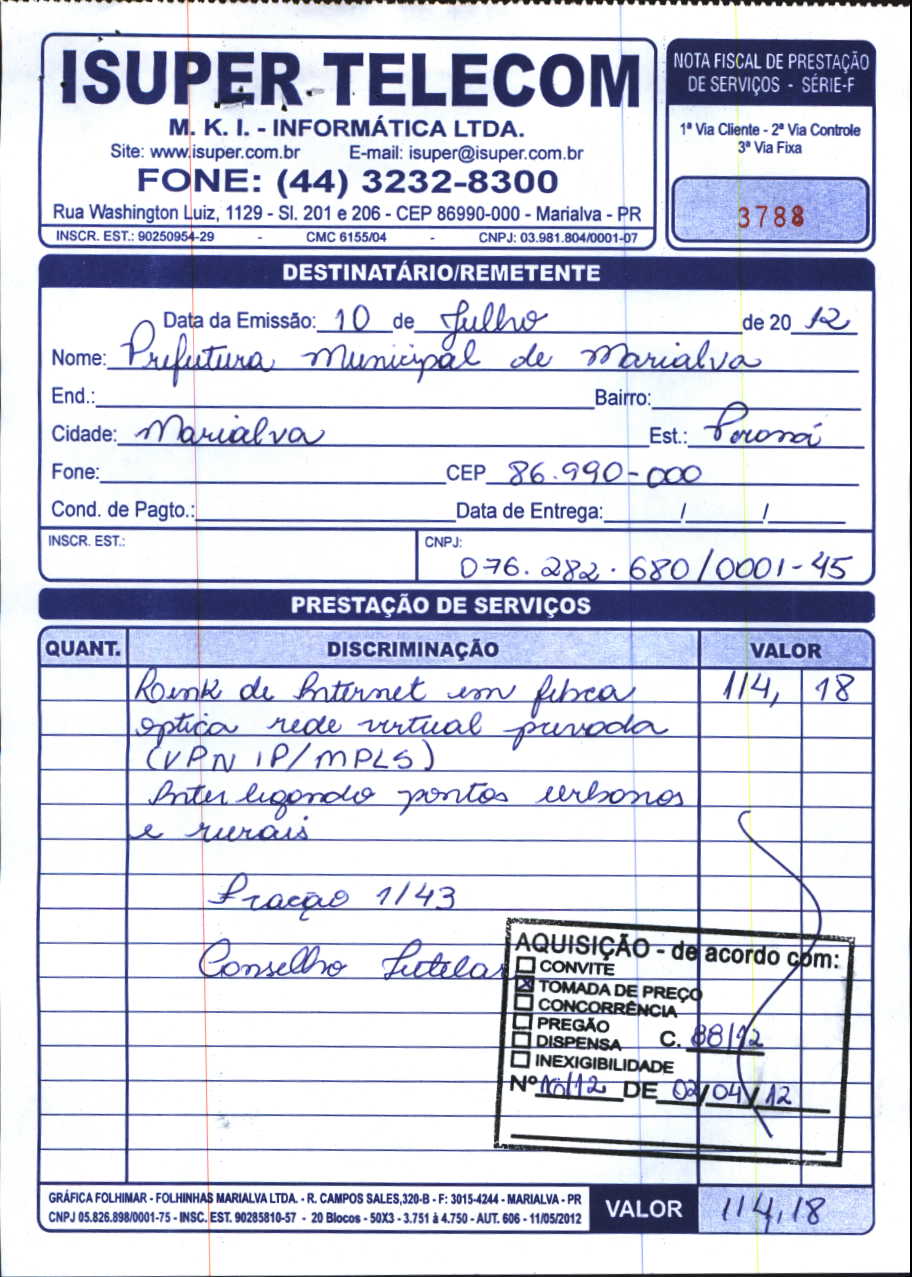 ISUPER TELECOM
M. K. I. - INFORMÁTICA LTDA.
Site: www.isuper.com.br E-mail: isuper@isuper.com.br
FONE: (44) 3232-8300
Rua Washington Luiz, 1129 - Sl. 201 e 206 - CEP 86990-000 - Marialva - PR
INSCR. EST.: 90250954-29 - CMC 6155/04 - CNPJ: 03.981.804/0001-07
NOTA FISCAL DE PRESTAÇÃO
DE SERVIÇOS - SÉRIE-F
1ª Via Cliente - 2ª Via Controle
3ª Via Fixa
3788
DESTINATÁRIO/REMETENTE
Data da Emissão: 10 de Julho de 2012
Nome: Prefeitura Municipal de Marialva
End.: Bairro:
Cidade: Marialva Est.: Paraná
Fone: CEP 86.990-000
Cond. de Pagto.: Data de Entrega: / /
INSCR. EST.: CNPJ:
076.282.680/0001-45
PRESTAÇÃO DE SERVIÇOS
QUANT. DISCRIMINAÇÃO VALOR
Link de Internet em fibra 114, 18
optica rede virtual privada
(VPN IP/MPLS)
Interligando pontos urbanos
e rurais
Fração 1/43
Conselho Tutelar
AQUISIÇÃO - de acordo com:
CONVITE
TOMADA DE PREÇO
CONCORRÊNCIA
PREGÃO
DISPENSA C. 88/12
INEXIGIBILIDADE
Nº 16/12 DE 02/04/12
GRÁFICA FOLHIMAR - FOLHINHAS MARIALVA LTDA. - R. CAMPOS SALES,320-B - F: 3015-4244 - MARIALVA - PR
CNPJ 05.826.898/0001-75 - INSC. EST. 90285810-57 - 20 Blocos - 50X3 - 3.751 à 4.750 - AUT. 606 - 11/05/2012
VALOR 114,18